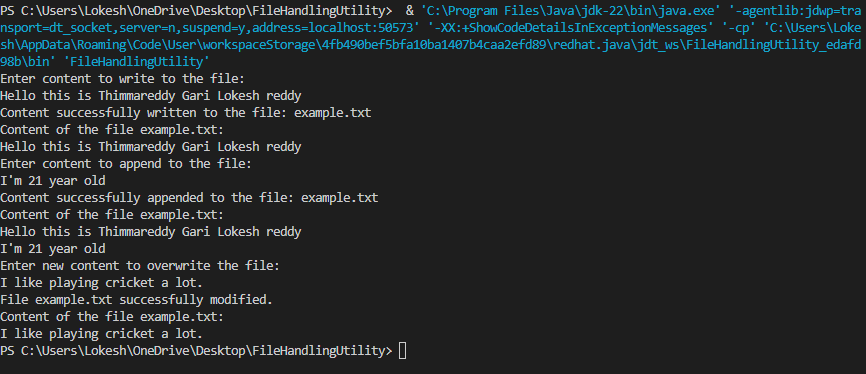 PS C:\Users\Lokesh\OneDrive\Desktop\FileHandlingUtility>  & 'C:\Program Files\Java\jdk-22\bin\java.exe' '-agentlib:jdwp=tra
nsport=dt_socket,server=n,suspend=y,address=localhost:50573' '-XX:+ShowCodeDetailsInExceptionMessages' '-cp' 'C:\Users\Loke
sh\AppData\Roaming\Code\User\workspaceStorage\4fb490bef5bfa10ba1407b4caa2efd89\redhat.java\jdt_ws\FileHandlingUtility_edafd
98b\bin' 'FileHandlingUtility'
Enter content to write to the file:
Hello this is Thimmareddy Gari Lokesh reddy
Content successfully written to the file: example.txt
Content of the file example.txt:
Hello this is Thimmareddy Gari Lokesh reddy
Enter content to append to the file:
I'm 21 year old
Content successfully appended to the file: example.txt
Content of the file example.txt:
Hello this is Thimmareddy Gari Lokesh reddy
I'm 21 year old
Enter new content to overwrite the file:
I like playing cricket a lot.
File example.txt successfully modified.
Content of the file example.txt:
I like playing cricket a lot.
PS C:\Users\Lokesh\OneDrive\Desktop\FileHandlingUtility>